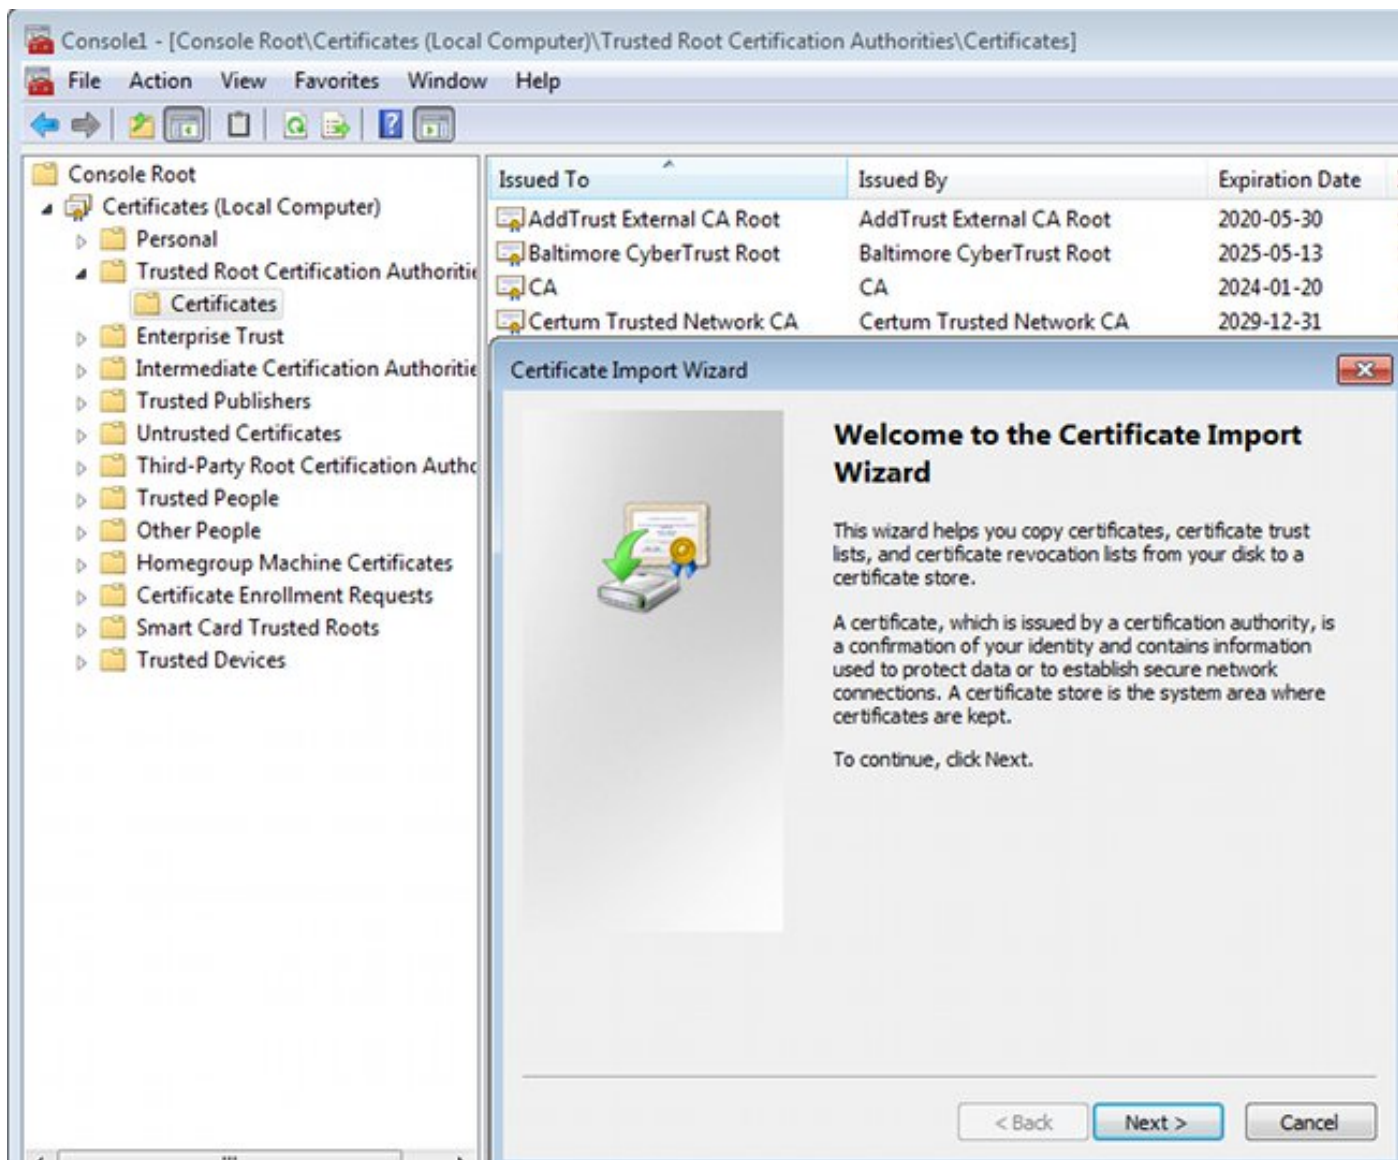 Console1 - [Console Root\Certificates (Local Computer)\Trusted Root Certification Authorities\Certificates]
File Action View Favorites Window Help
Console Root
Certificates (Local Computer)
Personal
Trusted Root Certification Authoritie
Certificates
Enterprise Trust
Intermediate Certification Authoritie
Trusted Publishers
Untrusted Certificates
Third-Party Root Certification Autho
Trusted People
Other People
Homegroup Machine Certificates
Certificate Enrollment Requests
Smart Card Trusted Roots
Trusted Devices
Issued To Issued By Expiration Date
AddTrust External CA Root AddTrust External CA Root 2020-05-30
Baltimore CyberTrust Root Baltimore CyberTrust Root 2025-05-13
CA CA 2024-01-20
Certum Trusted Network CA Certum Trusted Network CA 2029-12-31
Certificate Import Wizard
Welcome to the Certificate Import
Wizard
This wizard helps you copy certificates, certificate trust
lists, and certificate revocation lists from your disk to a
certificate store.
A certificate, which is issued by a certification authority, is
a confirmation of your identity and contains information
used to protect data or to establish secure network
connections. A certificate store is the system area where
certificates are kept.
To continue, click Next.
< Back Next > Cancel